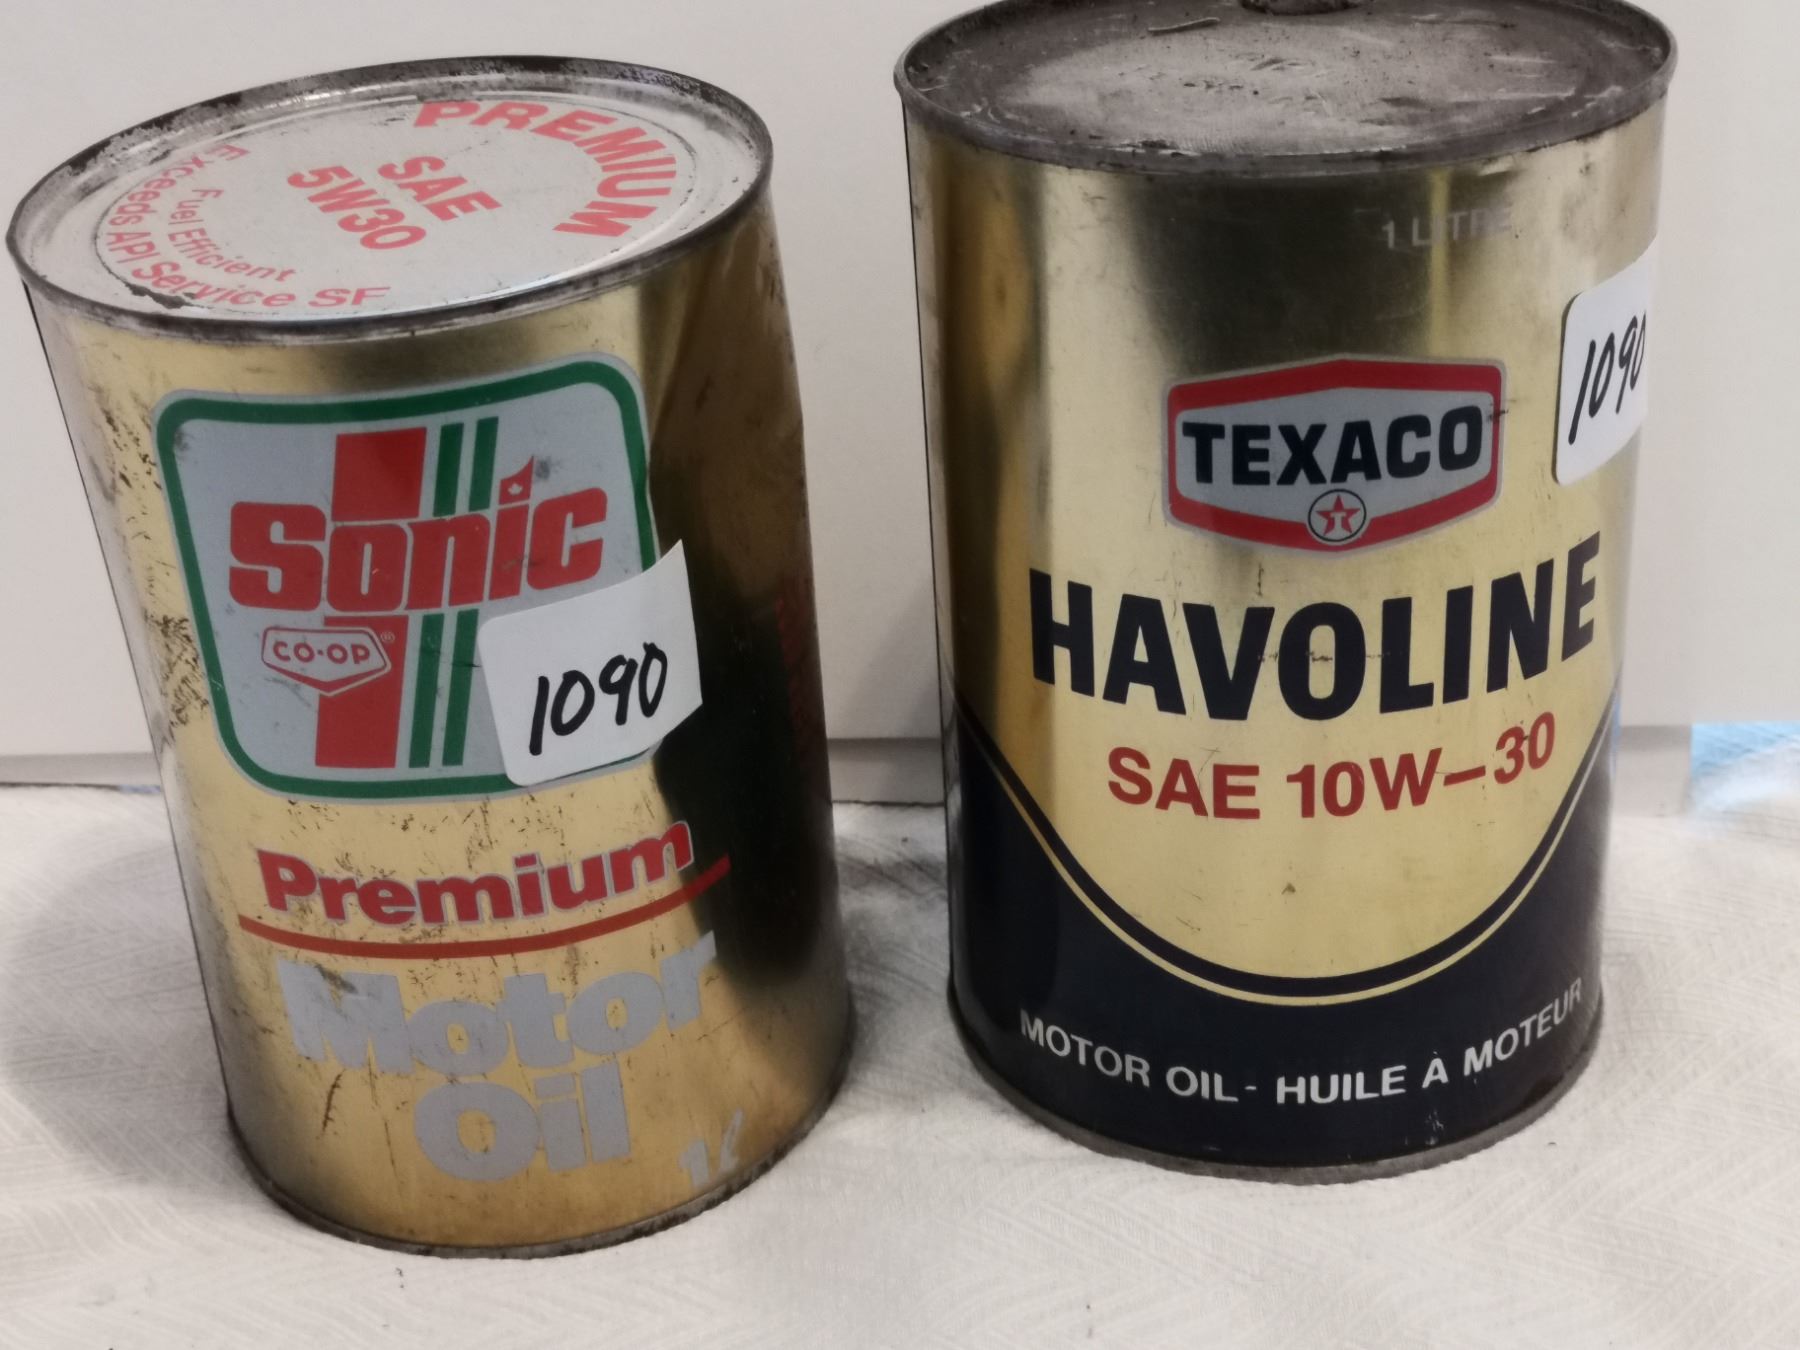 PREMIUM
SAE
5W30
Fuel Efficient
Exceeds API Service SF
Sonic
CO-OP®
1090
Premium
Motor
Oil
1ℓ
1 LITRE
1090
TEXACO
T
HAVOLINE
SAE 10W-30
MOTOR OIL - HUILE À MOTEUR